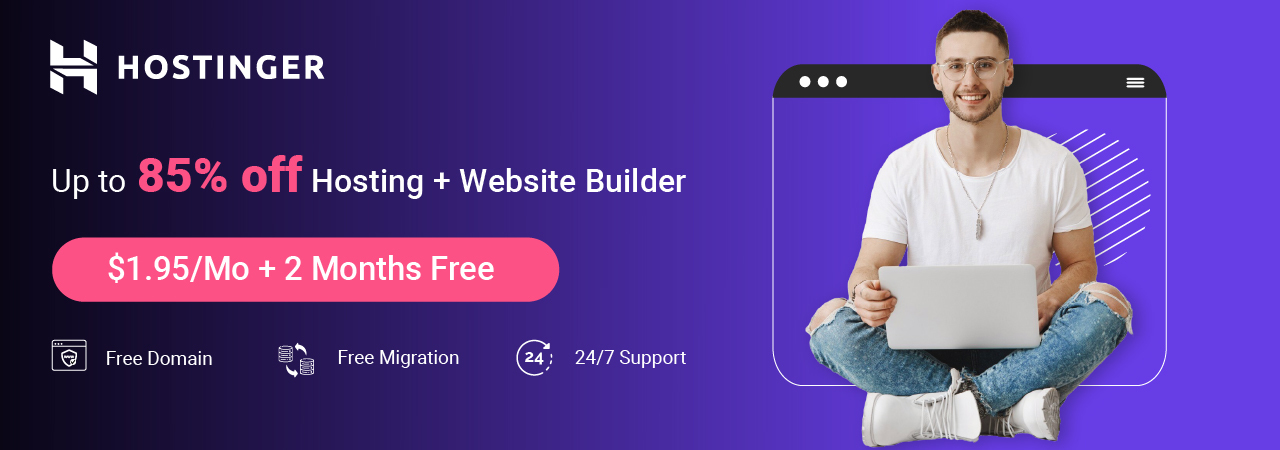 HOSTINGER
Up to 85% off Hosting + Website Builder
$1.95/Mo + 2 Months Free
Free Domain
Free Migration
24
24/7 Support